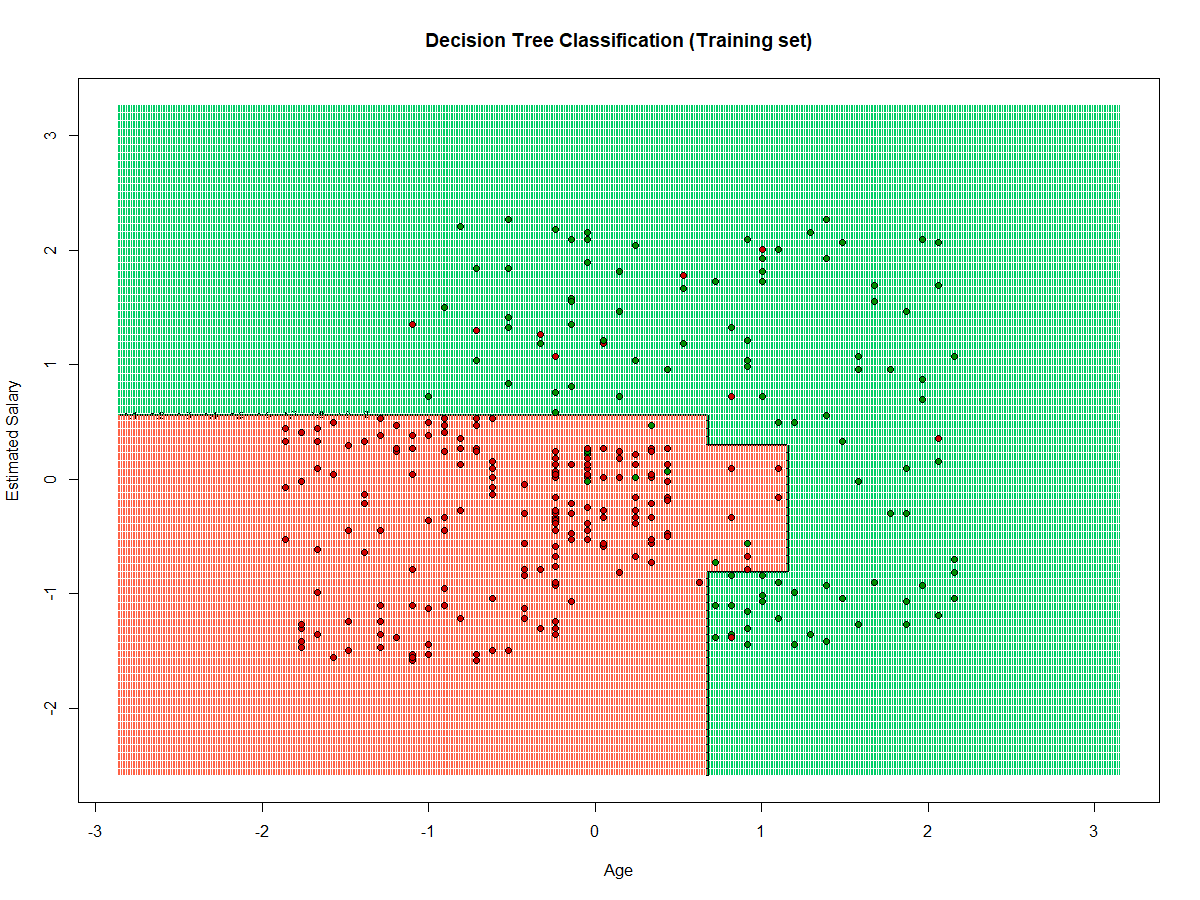 Decision Tree Classification (Training set)
Estimated Salary
3
2
1
0
-1
-2
-3 -2 -1 0 1 2 3
Age